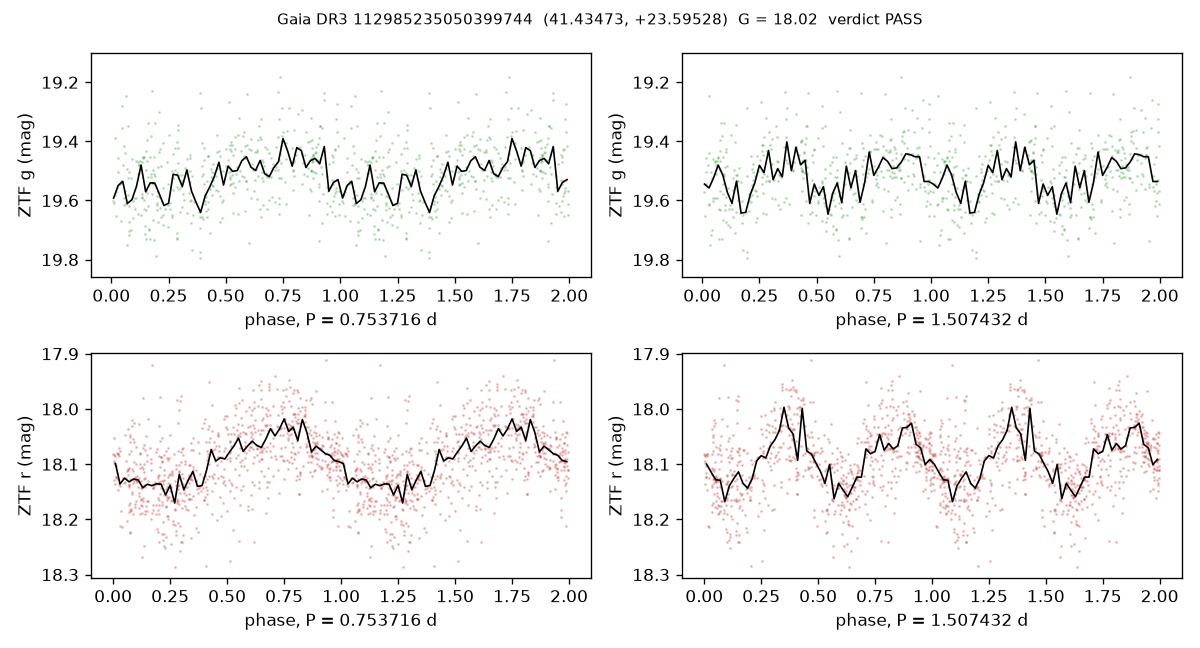 Gaia DR3 112985235050399744  (41.43473, +23.59528)  G = 18.02  verdict PASS
ZTF g (mag)
19.2
19.4
19.6
19.8
0.00 0.25 0.50 0.75 1.00 1.25 1.50 1.75 2.00
phase, P = 0.753716 d
ZTF g (mag)
19.2
19.4
19.6
19.8
0.00 0.25 0.50 0.75 1.00 1.25 1.50 1.75 2.00
phase, P = 1.507432 d
ZTF r (mag)
17.9
18.0
18.1
18.2
18.3
0.00 0.25 0.50 0.75 1.00 1.25 1.50 1.75 2.00
phase, P = 0.753716 d
ZTF r (mag)
17.9
18.0
18.1
18.2
18.3
0.00 0.25 0.50 0.75 1.00 1.25 1.50 1.75 2.00
phase, P = 1.507432 d